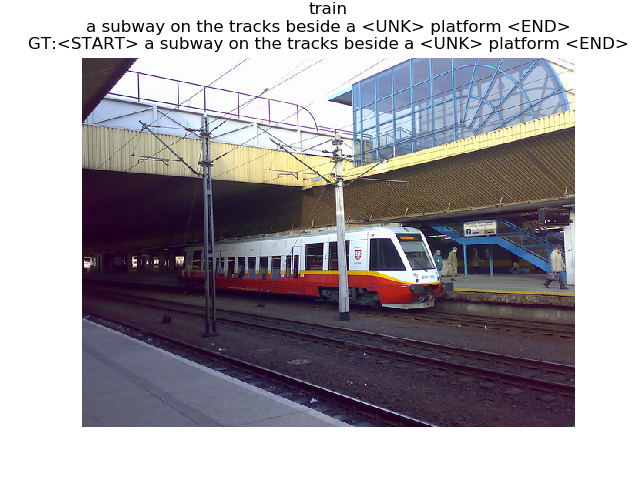 train
a subway on the tracks beside a <UNK> platform <END>
GT:<START> a subway on the tracks beside a <UNK> platform <END>